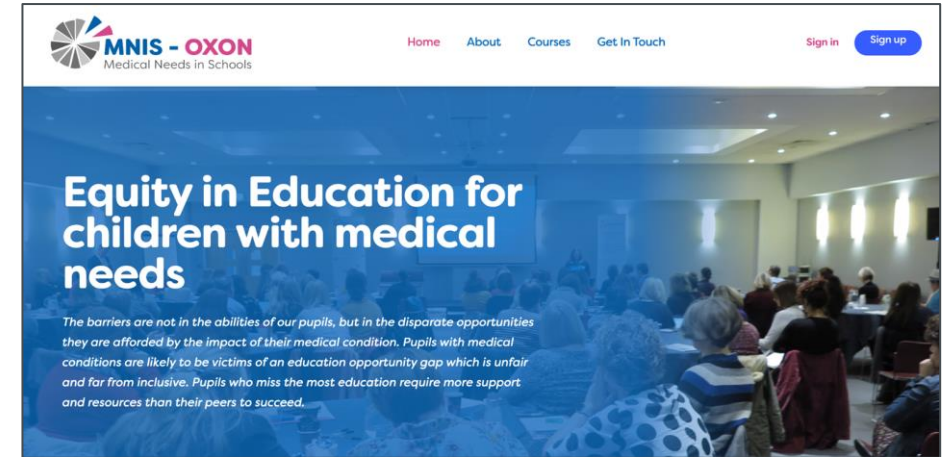 MNIS - OXON
Medical Needs in Schools
Home About Courses Get In Touch Sign in Sign up
Equity in Education for
children with medical
needs
The barriers are not in the abilities of our pupils, but in the disparate opportunities
they are afforded by the impact of their medical condition. Pupils with medical
conditions are likely to be victims of an education opportunity gap which is unfair
and far from inclusive. Pupils who miss the most education require more support
and resources than their peers to succeed.